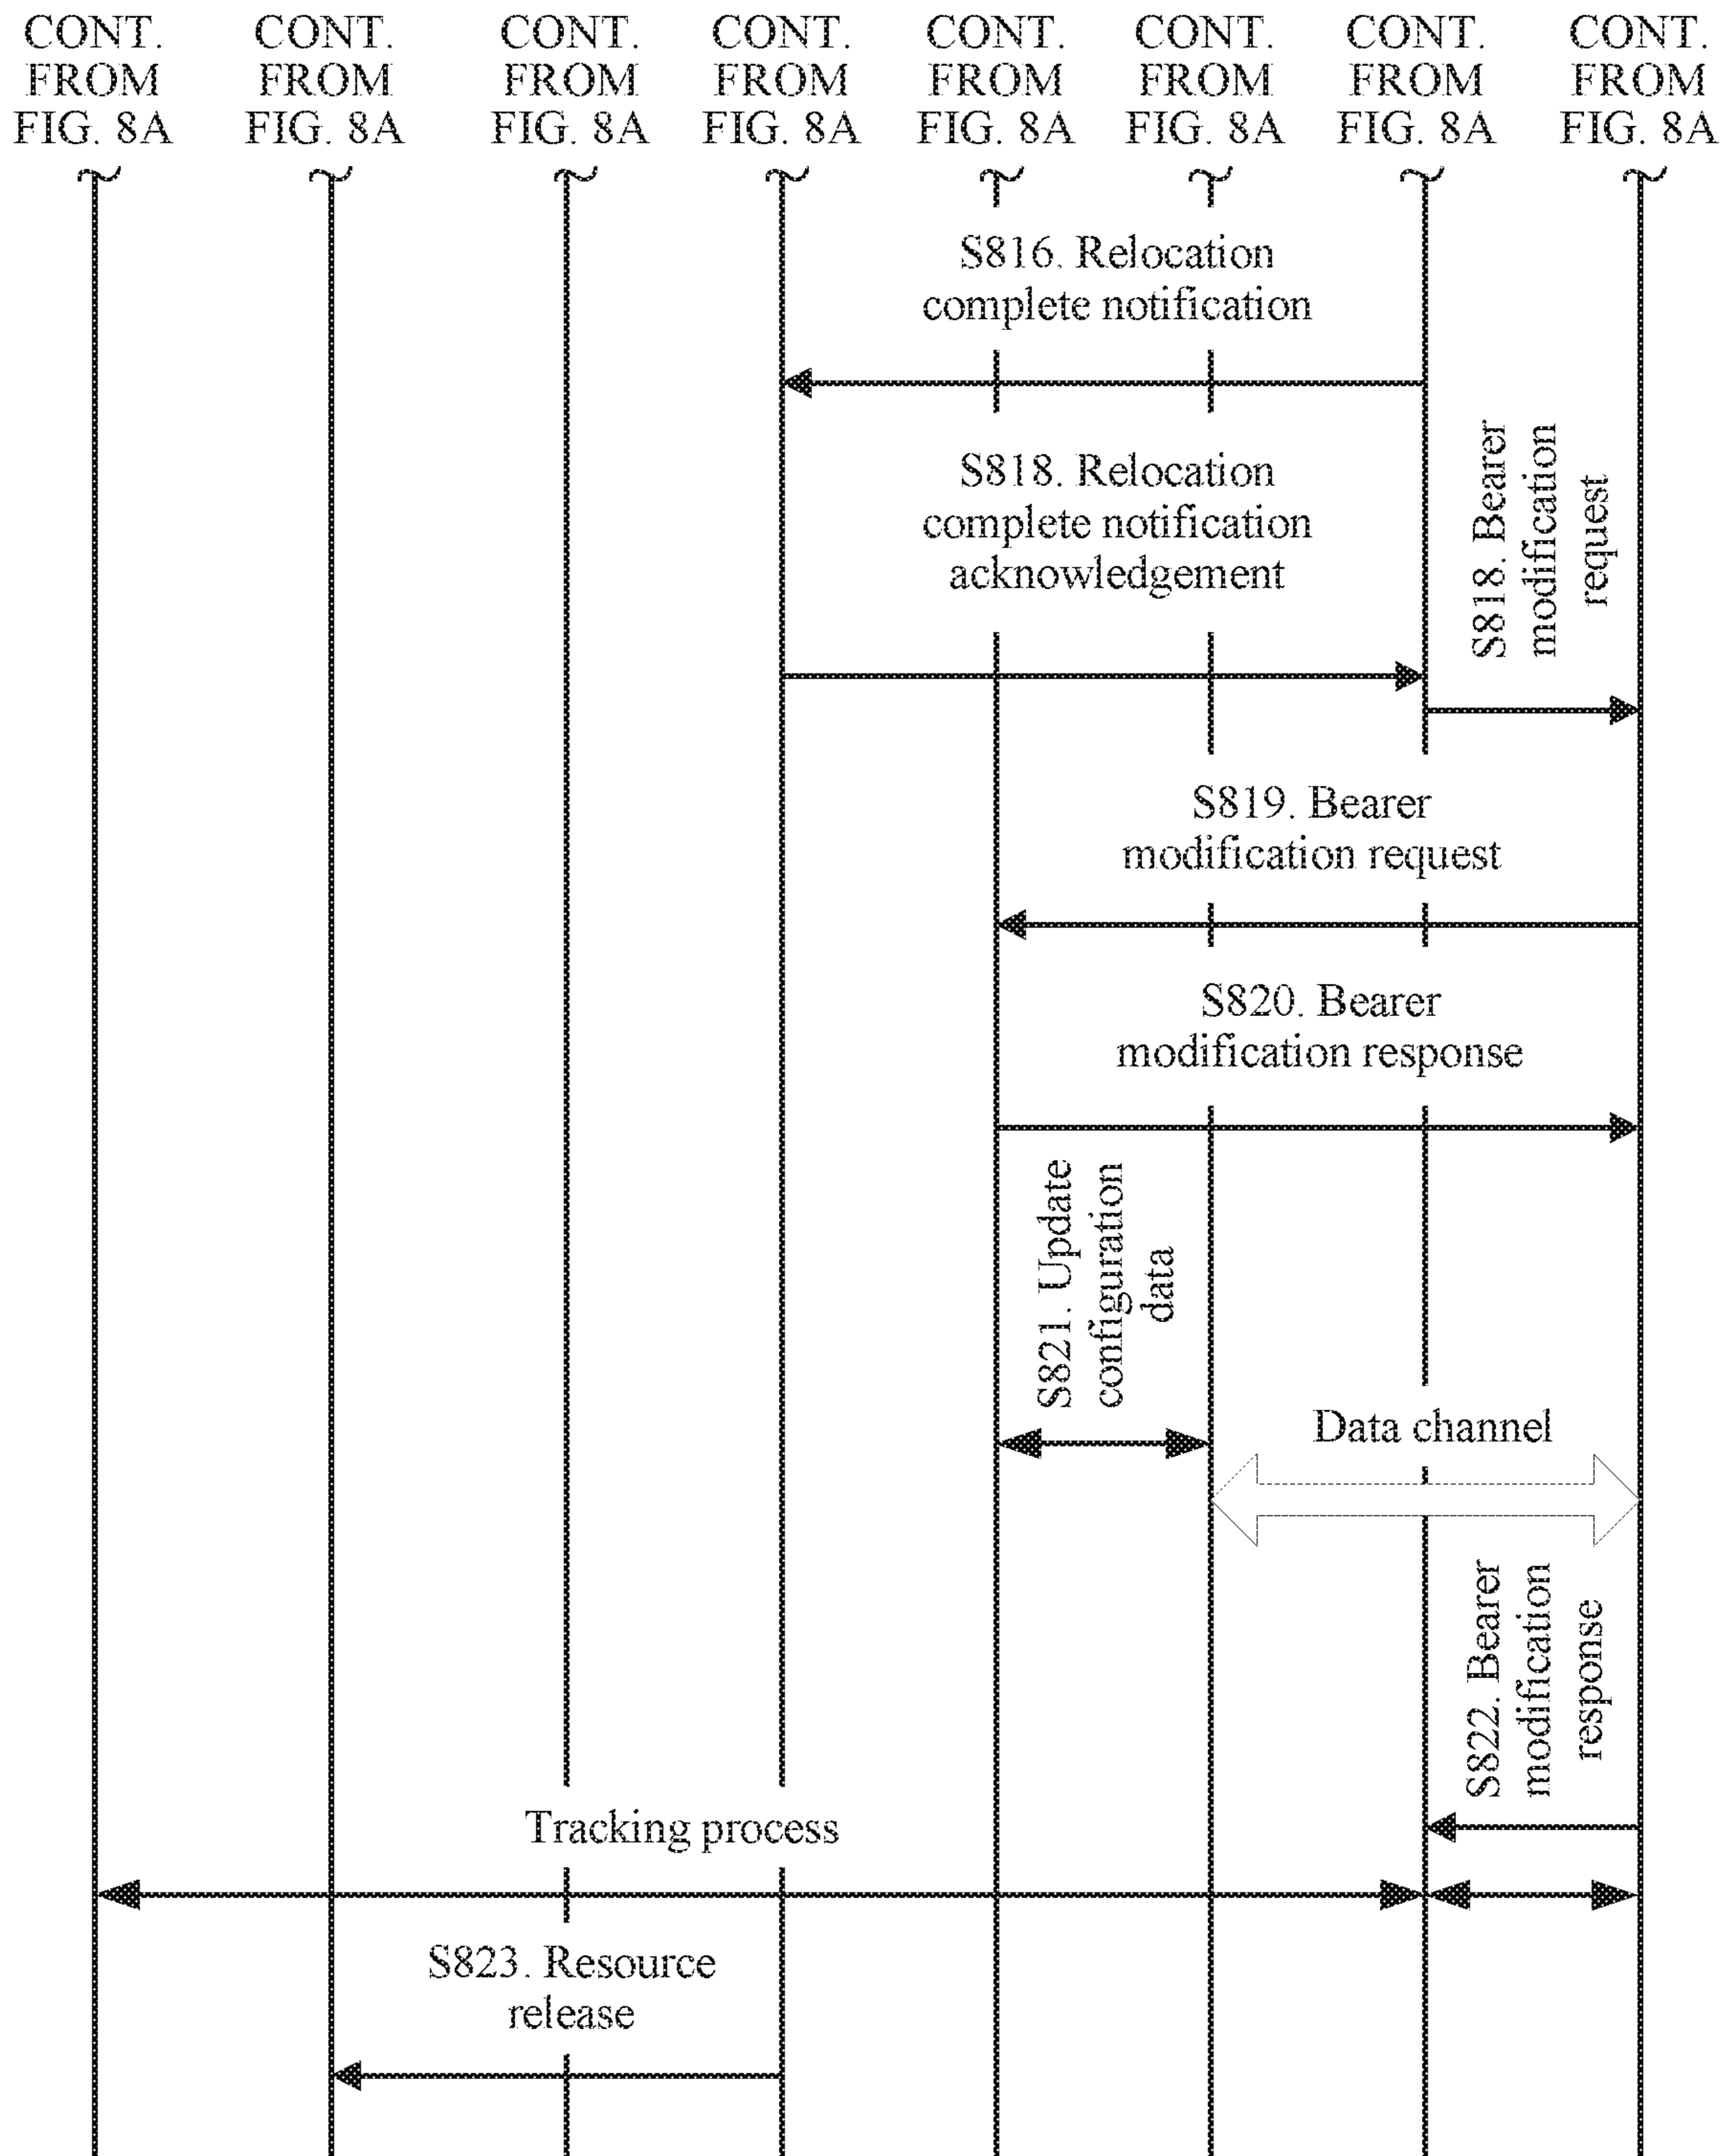 CONT.
FROM
FIG. 8A
CONT.
FROM
FIG. 8A
CONT.
FROM
FIG. 8A
CONT.
FROM
FIG. 8A
CONT.
FROM
FIG. 8A
CONT.
FROM
FIG. 8A
CONT.
FROM
FIG. 8A
CONT.
FROM
FIG. 8A
S816. Relocation
complete notification
S818. Relocation
complete notification
acknowledgement
S818. Bearer
modification
request
S819. Bearer
modification request
S820. Bearer
modification response
S821. Update
configuration
data
Data channel
S822. Bearer
modification
response
Tracking process
S823. Resource
release